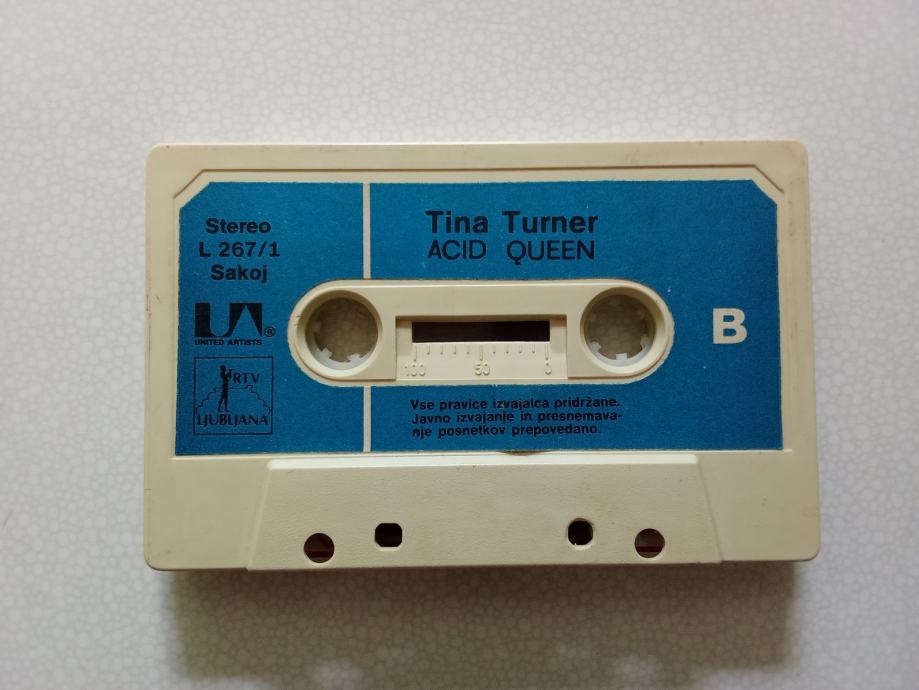 Stereo
L 267/1
Sakoj
UA®
UNITED ARTISTS
RTV
LJUBLJANA
Tina Turner
ACID QUEEN
B
100 50 0
Vse pravice izvajalca pridržane.
Javno izvajanje in presnemava-
nje posnetkov prepovedano.